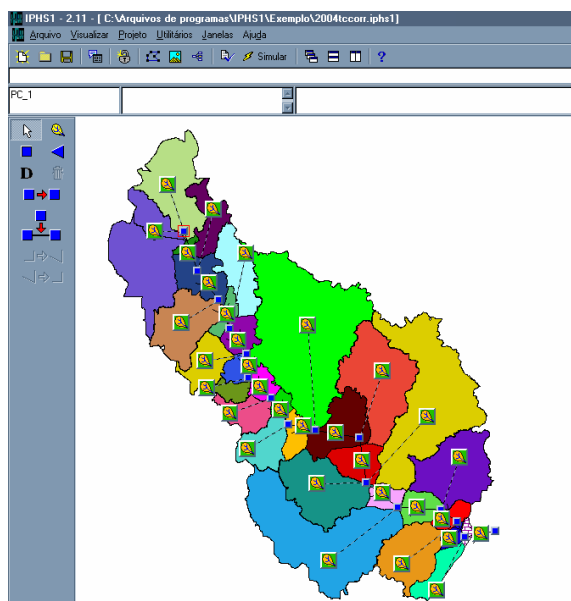 IPHS1 - 2.11 - [ C:\Arquivos de programas\IPHS1\Exemplo\2004tccorr.iphs1]
Arquivo Visualizar Projeto Utilitários Janelas Ajuda
Simular ?
PC_1
D